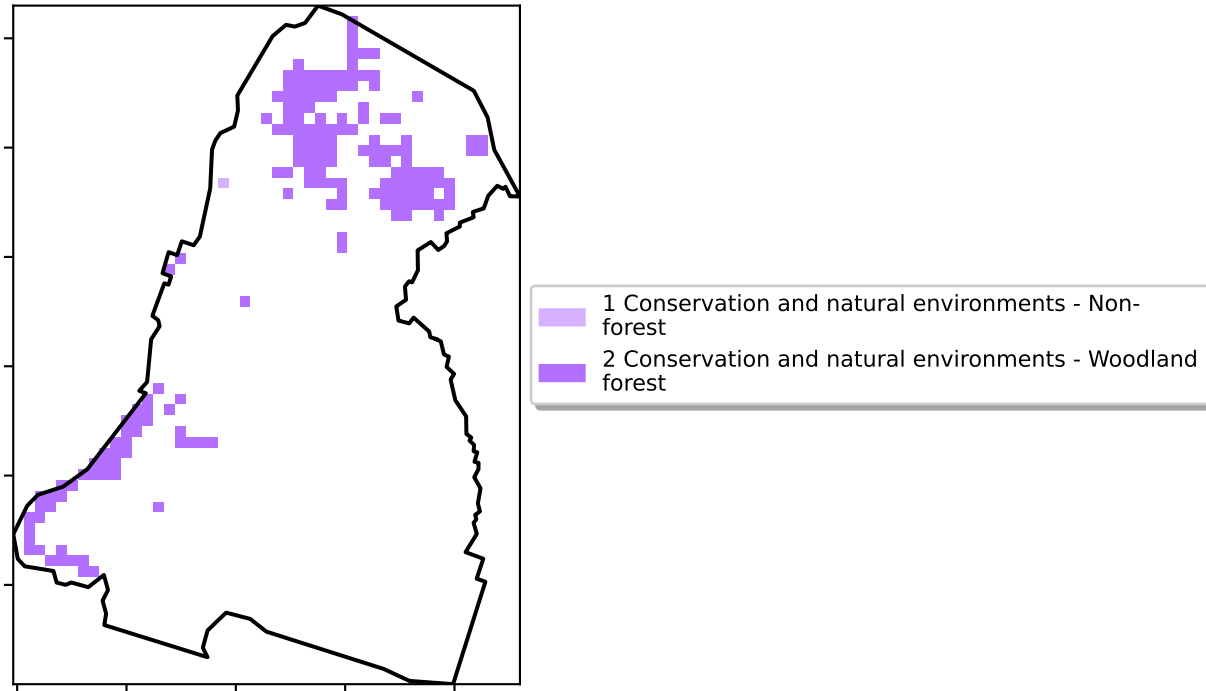 1 Conservation and natural environments - Non-
forest
2 Conservation and natural environments - Woodland
forest